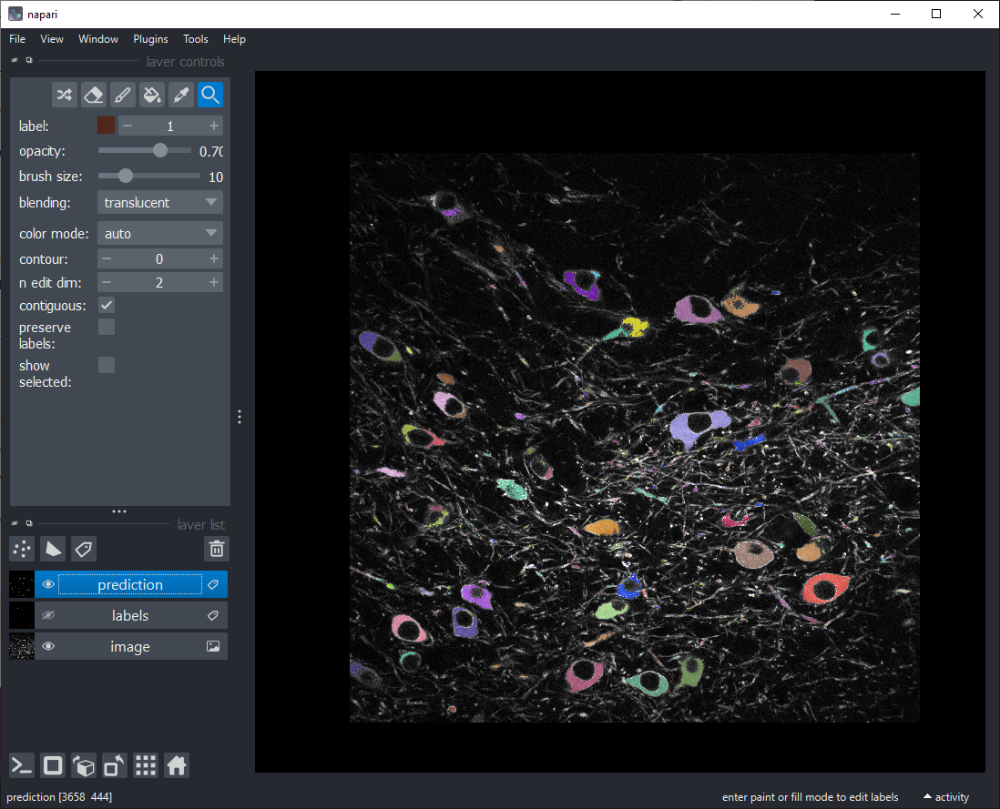 napari
File View Window Plugins Tools Help
layer controls
label: 1
opacity: 0.70
brush size: 10
blending: translucent
color mode: auto
contour: 0
n edit dim: 2
contiguous:
preserve
labels:
show
selected:
layer list
prediction
labels
image
prediction [3658 444]
enter paint or fill mode to edit labels
activity